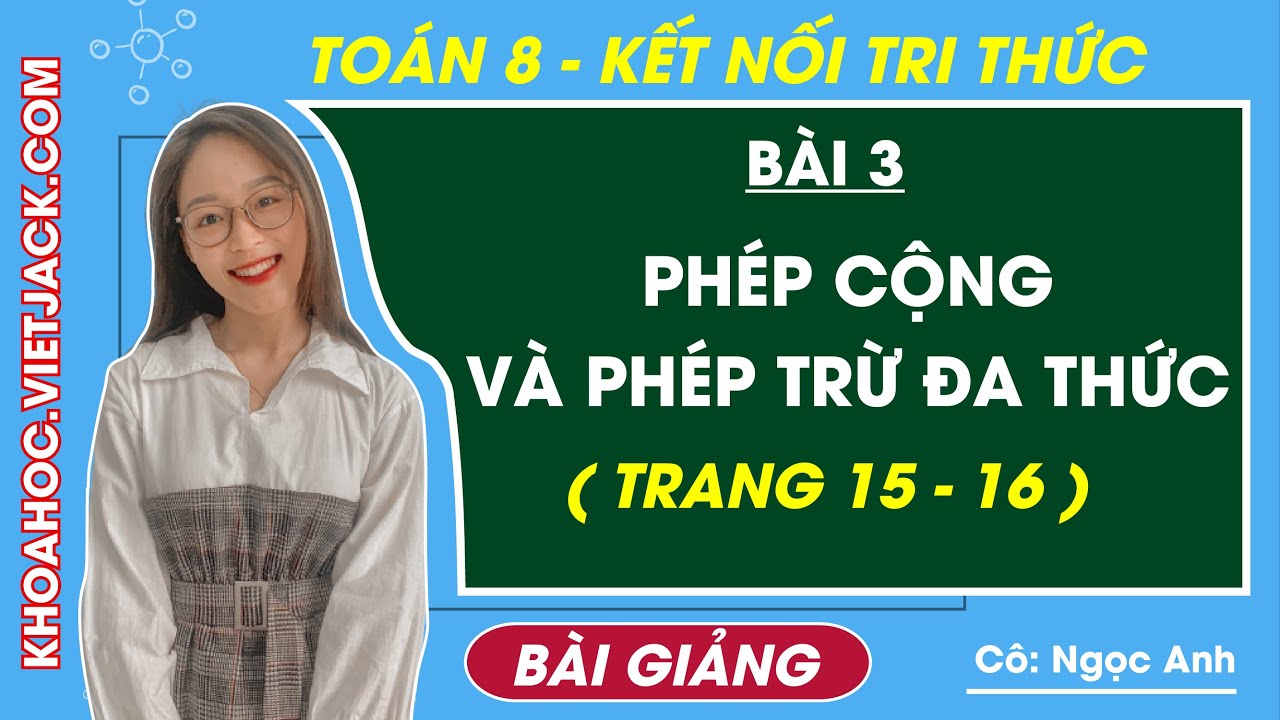 TOÁN 8 - KẾT NỐI TRI THỨC
KHOAHOC.VIETJACK.COM
BÀI 3
PHÉP CỘNG
VÀ PHÉP TRỪ ĐA THỨC
( TRANG 15 - 16 )
BÀI GIẢNG
Cô: Ngọc Anh